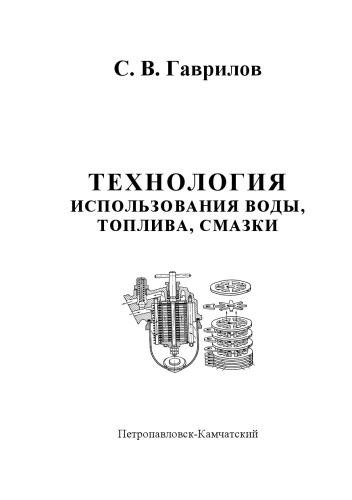 С. В. Гаврилов
ТЕХНОЛОГИЯ
ИСПОЛЬЗОВАНИЯ ВОДЫ,
ТОПЛИВА, СМАЗКИ
Петропавловск-Камчатский